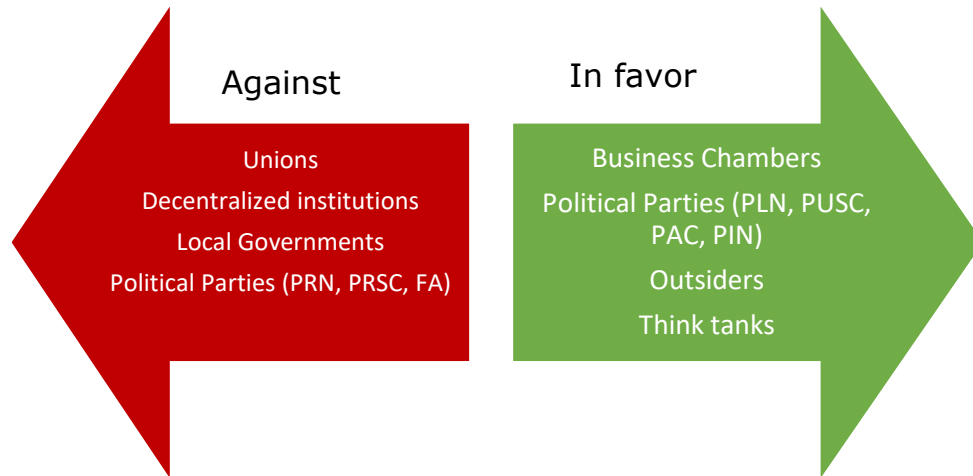 Against
Unions
Decentralized institutions
Local Governments
Political Parties (PRN, PRSC, FA)
In favor
Business Chambers
Political Parties (PLN, PUSC,
PAC, PIN)
Outsiders
Think tanks